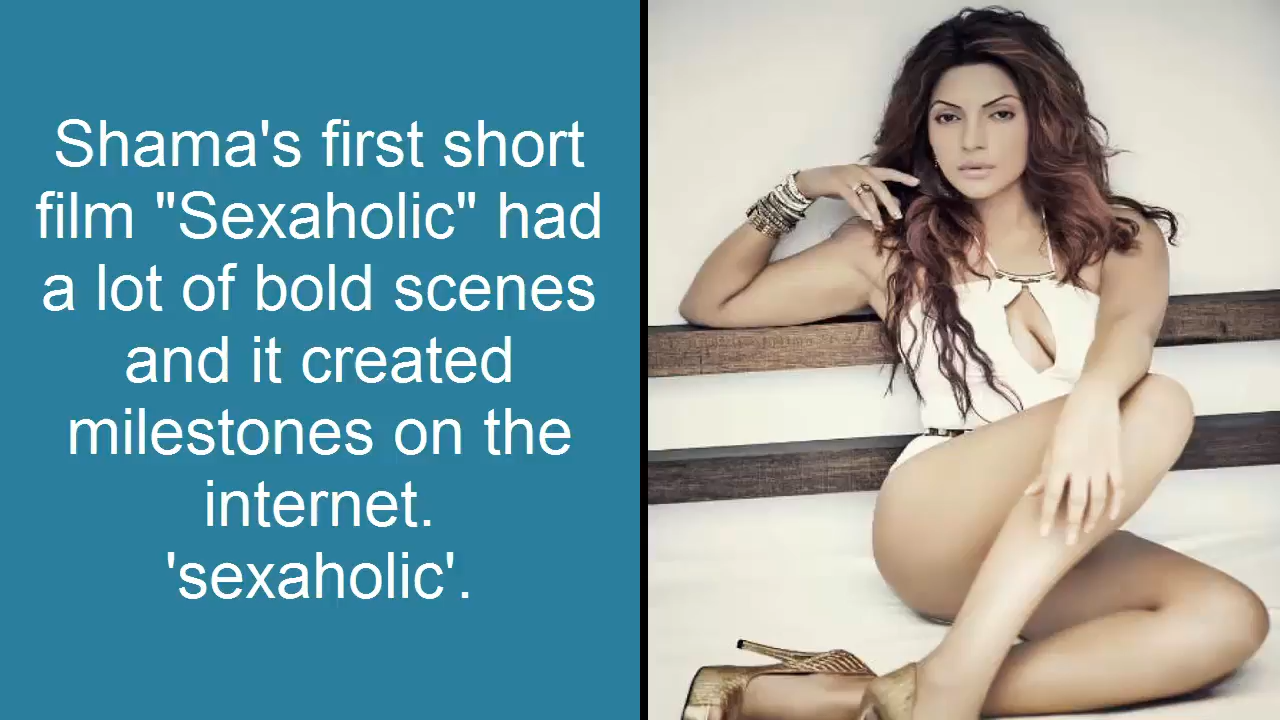 Shama's first short
film "Sexaholic" had
a lot of bold scenes
and it created
milestones on the
internet.
'sexaholic'.